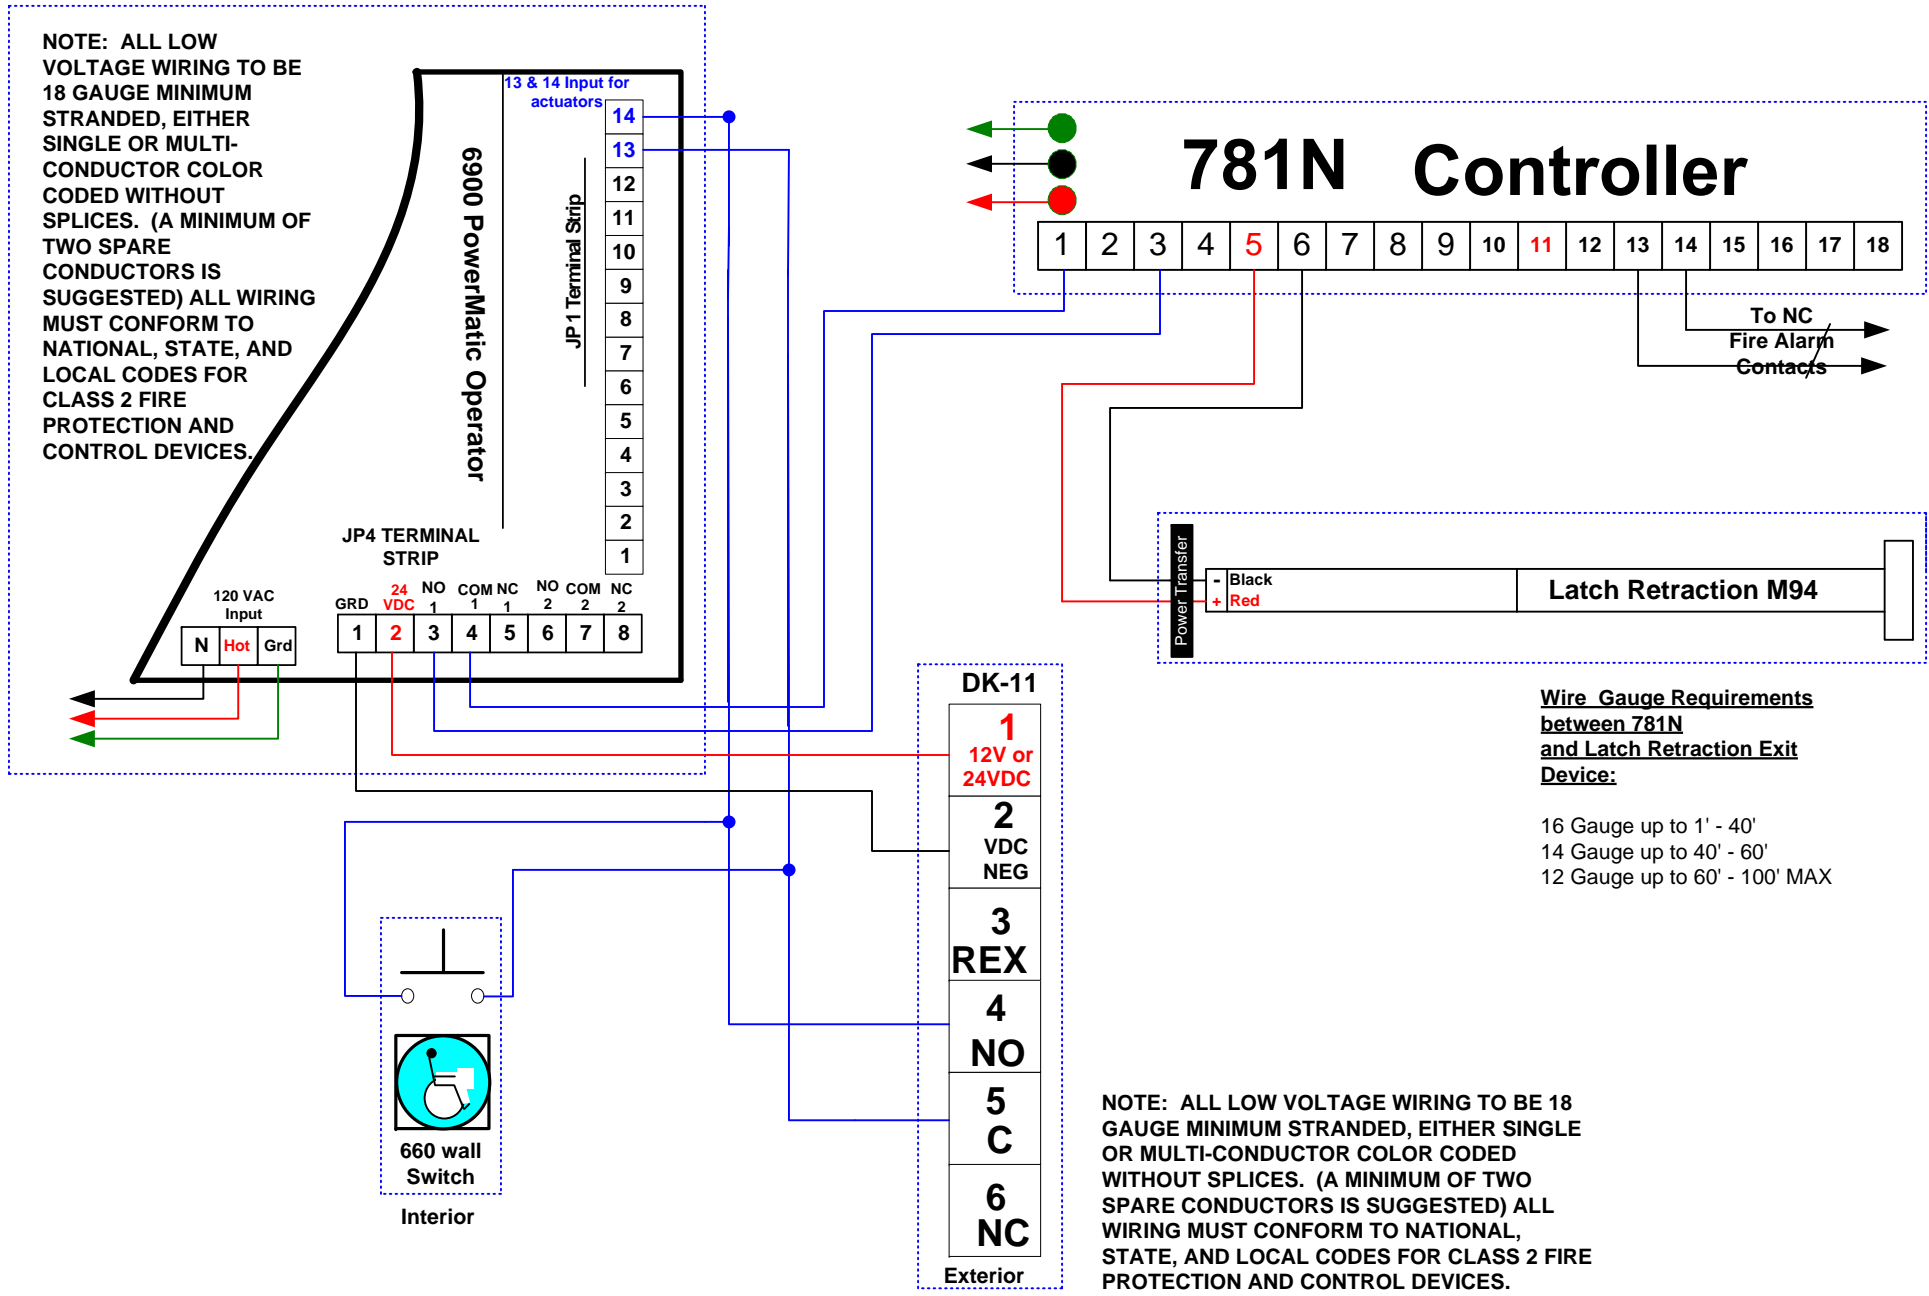 NOTE: ALL LOW
VOLTAGE WIRING TO BE
18 GAUGE MINIMUM
STRANDED, EITHER
SINGLE OR MULTI-
CONDUCTOR COLOR
CODED WITHOUT
SPLICES. (A MINIMUM OF
TWO SPARE
CONDUCTORS IS
SUGGESTED) ALL WIRING
MUST CONFORM TO
NATIONAL, STATE, AND
LOCAL CODES FOR
CLASS 2 FIRE
PROTECTION AND
CONTROL DEVICES.
13 & 14 Input for
actuators
14
13
12
11
10
9
8
7
6
5
4
3
2
1
JP1 Terminal Strip
6900 PowerMatic Operator
JP4 TERMINAL
STRIP
GRD
24
VDC
NO
1
COM
1
NC
1
NO
2
COM
2
NC
2
1 2 3 4 5 6 7 8
120 VAC
Input
N Hot Grd
781N Controller
1 2 3 4 5 6 7 8 9 10 11 12 13 14 15 16 17 18
To NC
Fire Alarm
Contacts
Power Transfer
- Black
+ Red
Latch Retraction M94
Wire Gauge Requirements
between 781N
and Latch Retraction Exit
Device:
16 Gauge up to 1' - 40'
14 Gauge up to 40' - 60'
12 Gauge up to 60' - 100' MAX
DK-11
1
12V or
24VDC
2
VDC
NEG
3
REX
4
NO
5
C
6
NC
Exterior
660 wall
Switch
Interior
NOTE: ALL LOW VOLTAGE WIRING TO BE 18
GAUGE MINIMUM STRANDED, EITHER SINGLE
OR MULTI-CONDUCTOR COLOR CODED
WITHOUT SPLICES. (A MINIMUM OF TWO
SPARE CONDUCTORS IS SUGGESTED) ALL
WIRING MUST CONFORM TO NATIONAL,
STATE, AND LOCAL CODES FOR CLASS 2 FIRE
PROTECTION AND CONTROL DEVICES.